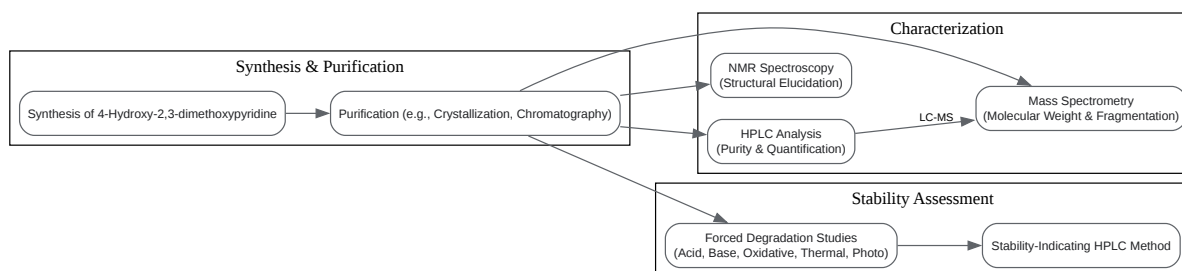 Synthesis & Purification
Synthesis of 4-Hydroxy-2,3-dimethoxypyridine
Purification (e.g., Crystallization, Chromatography)
Characterization
NMR Spectroscopy
(Structural Elucidation)
HPLC Analysis
(Purity & Quantification)
LC-MS
Mass Spectrometry
(Molecular Weight & Fragmentation)
Stability Assessment
Forced Degradation Studies
(Acid, Base, Oxidative, Thermal, Photo)
Stability-Indicating HPLC Method